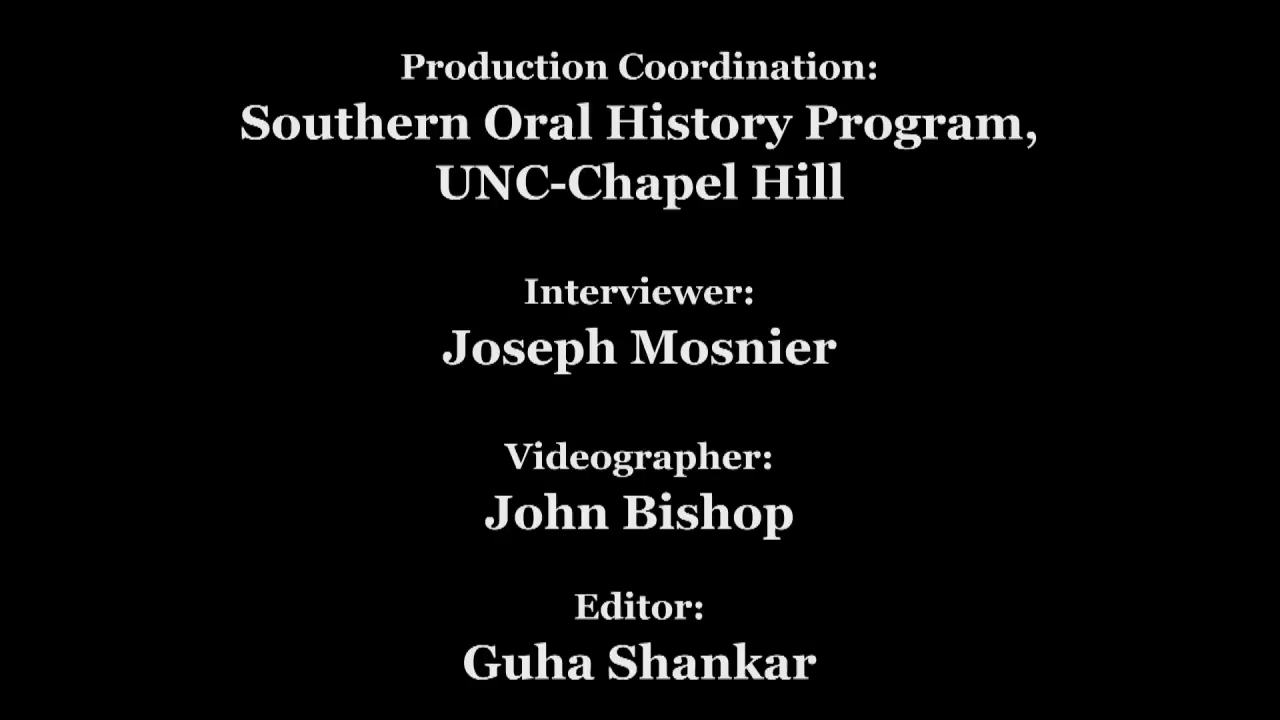 Production Coordination:
Southern Oral History Program,
UNC-Chapel Hill
Interviewer:
Joseph Mosnier
Videographer:
John Bishop
Editor:
Guha Shankar